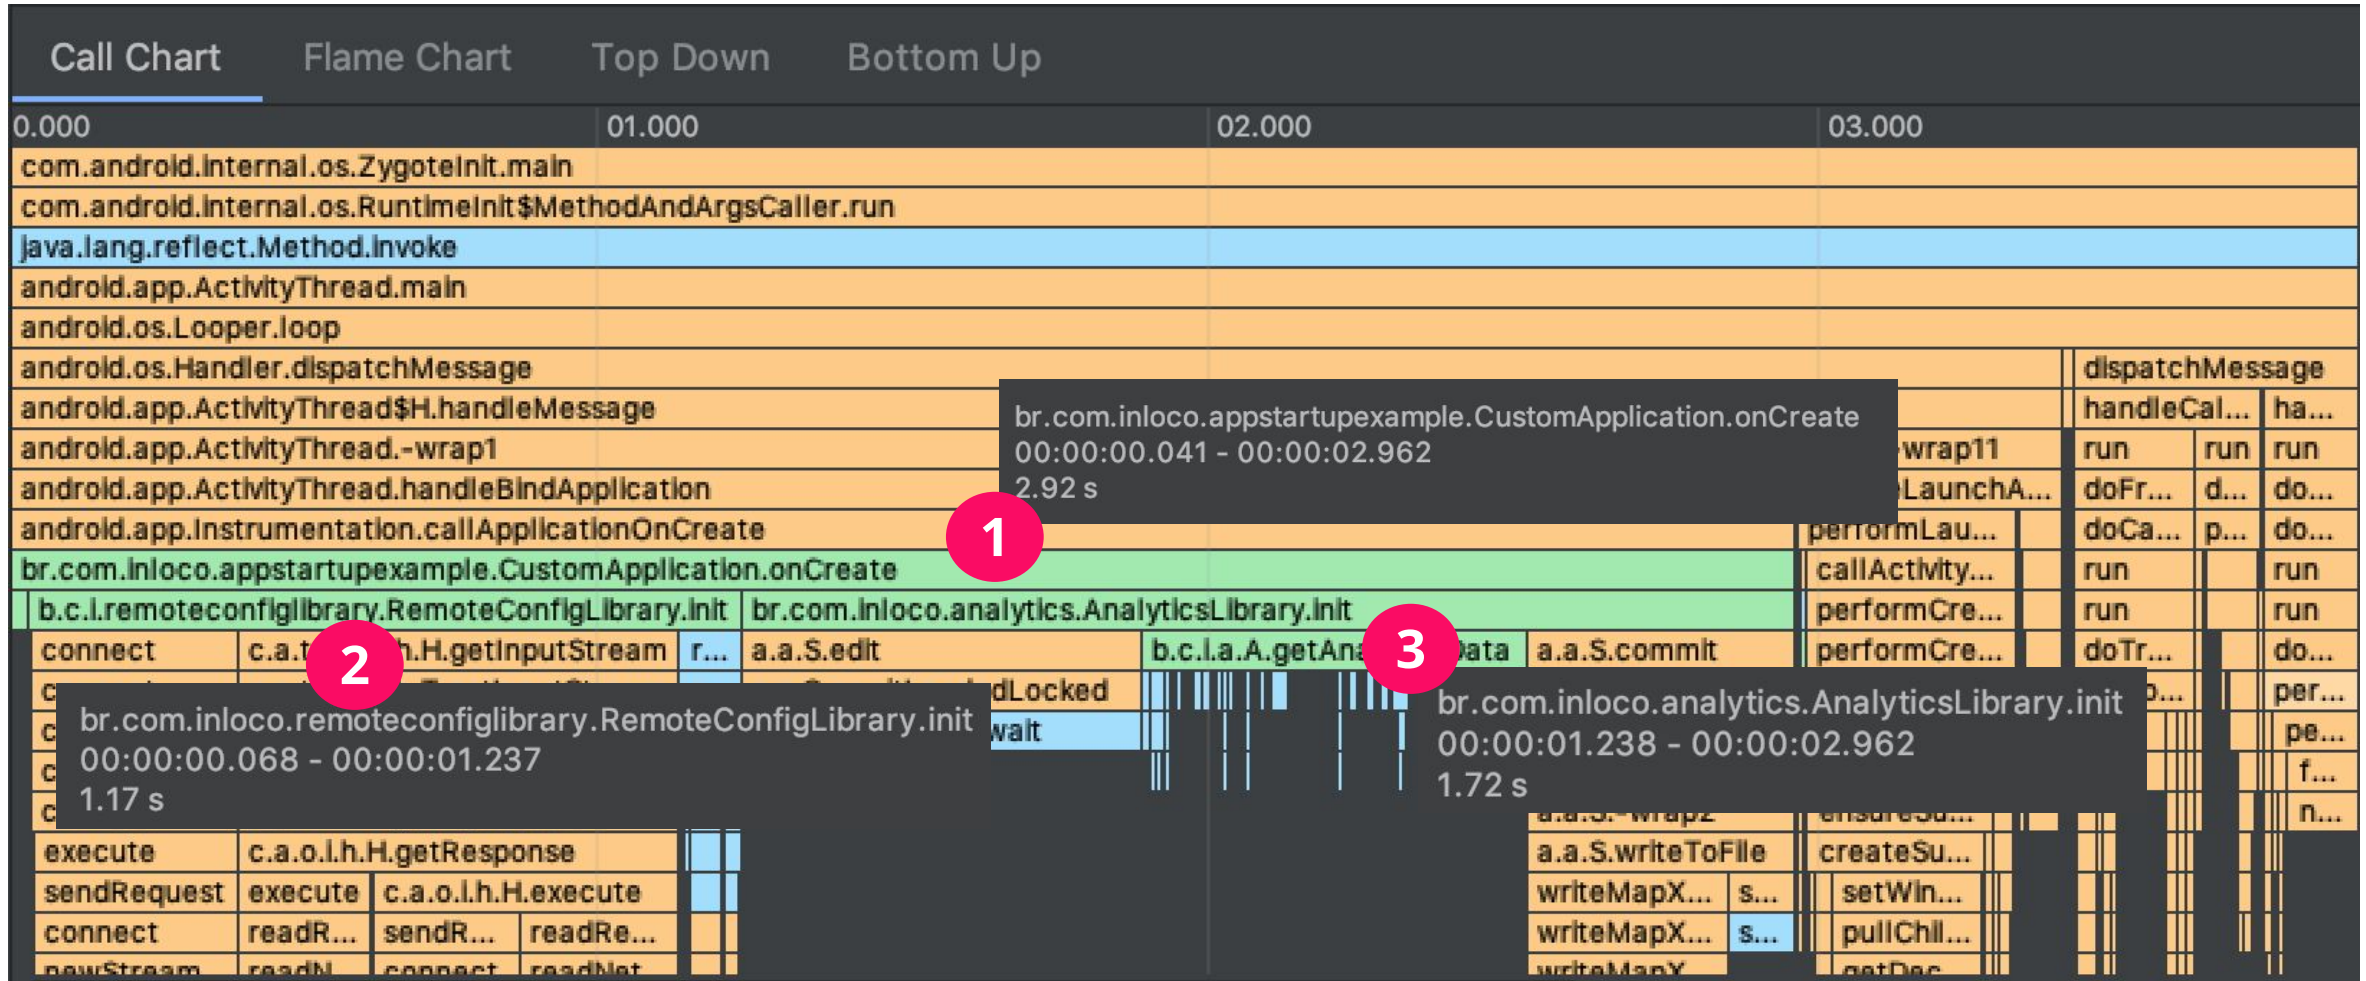 Call Chart Flame Chart Top Down Bottom Up
0.000 01.000 02.000 03.000
com.android.internal.os.ZygoteInit.main
com.android.internal.os.RuntimeInit$MethodAndArgsCaller.run
java.lang.reflect.Method.invoke
android.app.ActivityThread.main
android.os.Looper.loop
android.os.Handler.dispatchMessage dispatchMessage
android.app.ActivityThread$H.handleMessage handleCal... ha...
br.com.inloco.appstartupexample.CustomApplication.onCreate
00:00:00.041 - 00:00:02.962
2.92 s
android.app.ActivityThread.-wrap1 wrap11 run run run
android.app.ActivityThread.handleBindApplication LaunchA... doFr... d... do...
1
android.app.Instrumentation.callApplicationOnCreate performLau... doCa... p... do...
br.com.inloco.appstartupexample.CustomApplication.onCreate callActivity... run run
b.c.i.remoteconfiglibrary.RemoteConfigLibrary.init br.com.inloco.analytics.AnalyticsLibrary.init performCre... run run
connect c.a. h.H.getInputStream r... a.a.S.edit b.c.i.a.A.getAna ata a.a.S.commit performCre... doTr... do...
2
3
c dLocked o... per...
br.com.inloco.remoteconfiglibrary.RemoteConfigLibrary.init
00:00:00.068 - 00:00:01.237
1.17 s
br.com.inloco.analytics.AnalyticsLibrary.init
00:00:01.238 - 00:00:02.962
1.72 s
c wait pe...
c f...
c a.a.S.-wrap2 ensureSu... n...
execute c.a.o.i.h.H.getResponse a.a.S.writeToFile createSu...
sendRequest execute c.a.o.i.h.H.execute writeMapX... s... setWin...
connect readR... sendR... readRe... writeMapX... s... pullChil...
newStream readN connect readNet writeMapX getDec